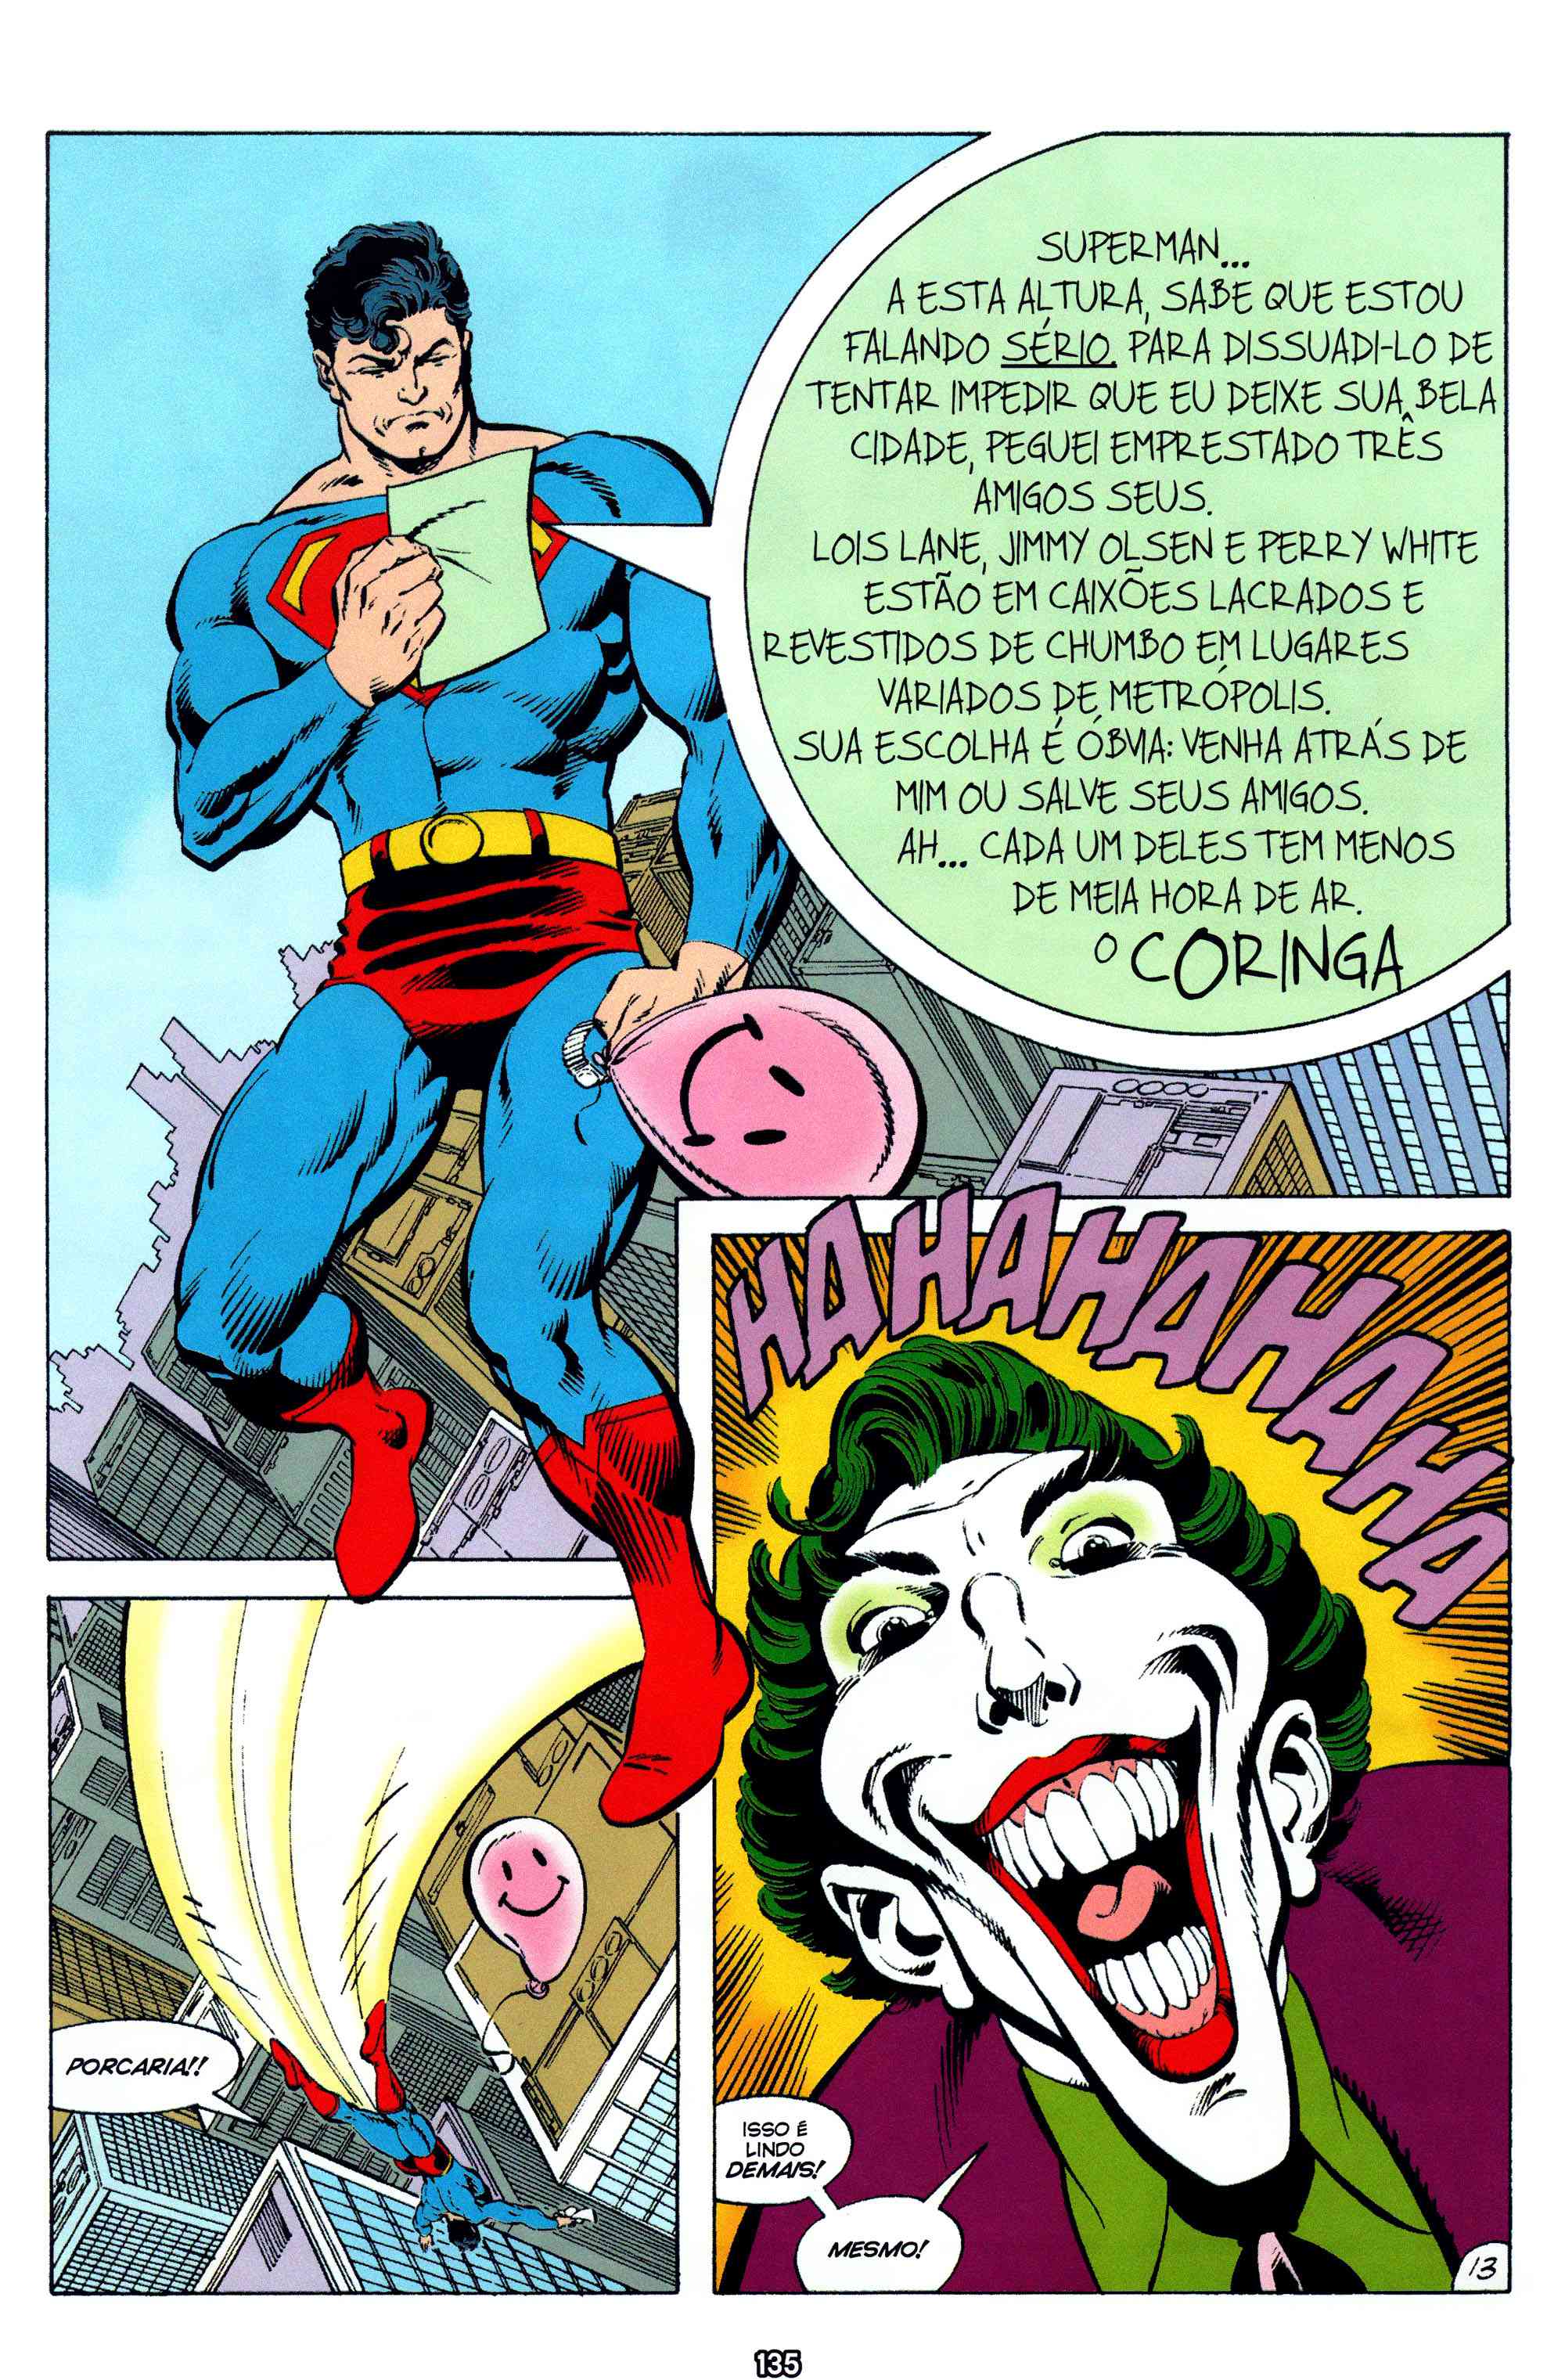 SUPERMAN...
A ESTA ALTURA, SABE QUE ESTOU
FALANDO SÉRIO. PARA DISSUADI-LO DE
TENTAR IMPEDIR QUE EU DEIXE SUA BELA
CIDADE, PEGUEI EMPRESTADO TRÊS
AMIGOS SEUS.
LOIS LANE, JIMMY OLSEN E PERRY WHITE
ESTÃO EM CAIXÕES LACRADOS E
REVESTIDOS DE CHUMBO EM LUGARES
VARIADOS DE METRÓPOLIS.
SUA ESCOLHA É ÓBVIA: VENHA ATRÁS DE
MIM OU SALVE SEUS AMIGOS.
AH... CADA UM DELES TEM MENOS
DE MEIA HORA DE AR.
O CORINGA
PORCARIA!!
HAHAHAHAHAHAHA
ISSO É
LINDO
DEMAIS!
MESMO!
13
135